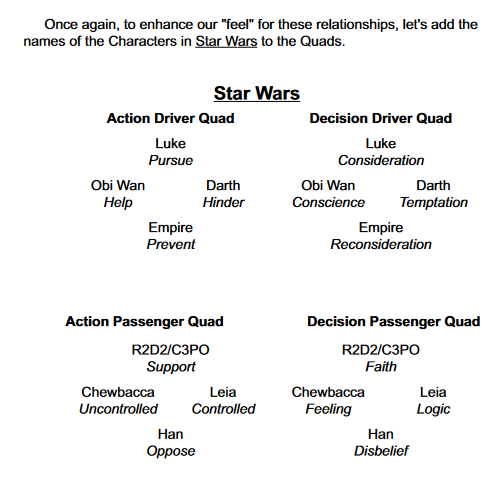 Once again, to enhance our "feel" for these relationships, let's add the
names of the Characters in Star Wars to the Quads.
Star Wars
Action Driver Quad
Luke
Pursue
Obi Wan Darth
Help Hinder
Empire
Prevent
Decision Driver Quad
Luke
Consideration
Obi Wan Darth
Conscience Temptation
Empire
Reconsideration
Action Passenger Quad
R2D2/C3PO
Support
Chewbacca Leia
Uncontrolled Controlled
Han
Oppose
Decision Passenger Quad
R2D2/C3PO
Faith
Chewbacca Leia
Feeling Logic
Han
Disbelief